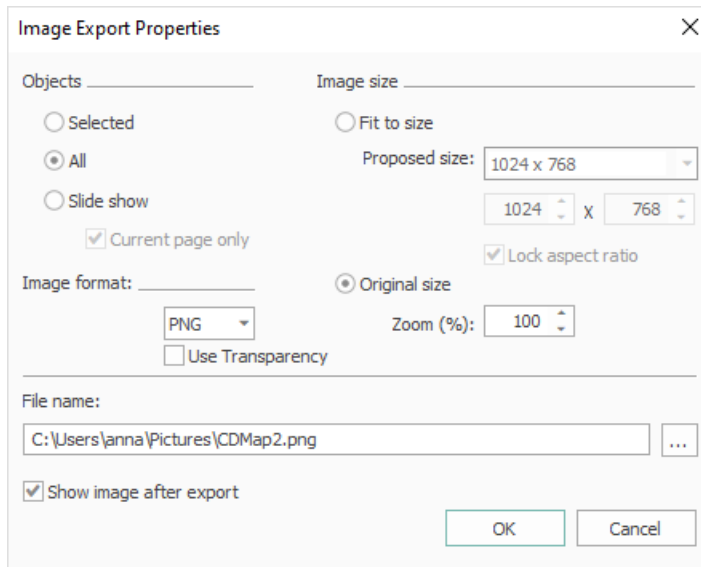 Image Export Properties
Objects
Image size
Selected
Fit to size
All
Proposed size: 1024 x 768
Slide show
1024 x 768
Current page only
Lock aspect ratio
Image format:
Original size
PNG
Zoom (%): 100
Use Transparency
File name:
C:\Users\anna\Pictures\CDMap2.png
...
Show image after export
OK
Cancel